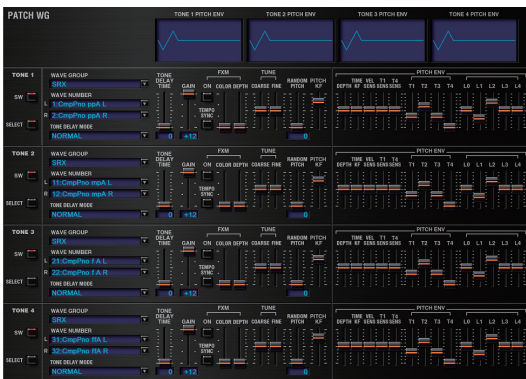 PATCH WG
TONE 1 PITCH ENV TONE 2 PITCH ENV TONE 3 PITCH ENV TONE 4 PITCH ENV
TONE 1
SW
SELECT
WAVE GROUP
SRX
WAVE NUMBER
L 1:CmpPno ppA L
R 2:CmpPno ppA R
TONE DELAY MODE
NORMAL
TONE DELAY TIME
0
GAIN
+12
FXM
ON COLOR DEPTH
TEMPO SYNC
TUNE
COARSE FINE
RANDOM PITCH
0
PITCH KF
PITCH ENV
DEPTH TIME KF VEL SENS T1 SENS T4 SENS T1 T2 T3 T4 L0 L1 L2 L3 L4
TONE 2
SW
SELECT
WAVE GROUP
SRX
WAVE NUMBER
L 11:CmpPno mpA L
R 12:CmpPno mpA R
TONE DELAY MODE
NORMAL
TONE DELAY TIME
0
GAIN
+12
FXM
ON COLOR DEPTH
TEMPO SYNC
TUNE
COARSE FINE
RANDOM PITCH
0
PITCH KF
PITCH ENV
DEPTH TIME KF VEL SENS T1 SENS T4 SENS T1 T2 T3 T4 L0 L1 L2 L3 L4
TONE 3
SW
SELECT
WAVE GROUP
SRX
WAVE NUMBER
L 21:CmpPno f A L
R 22:CmpPno f A R
TONE DELAY MODE
NORMAL
TONE DELAY TIME
0
GAIN
+12
FXM
ON COLOR DEPTH
TEMPO SYNC
TUNE
COARSE FINE
RANDOM PITCH
0
PITCH KF
PITCH ENV
DEPTH TIME KF VEL SENS T1 SENS T4 SENS T1 T2 T3 T4 L0 L1 L2 L3 L4
TONE 4
SW
SELECT
WAVE GROUP
SRX
WAVE NUMBER
L 31:CmpPno ffA L
R 32:CmpPno ffA R
TONE DELAY MODE
NORMAL
TONE DELAY TIME
0
GAIN
+12
FXM
ON COLOR DEPTH
TEMPO SYNC
TUNE
COARSE FINE
RANDOM PITCH
0
PITCH KF
PITCH ENV
DEPTH TIME KF VEL SENS T1 SENS T4 SENS T1 T2 T3 T4 L0 L1 L2 L3 L4